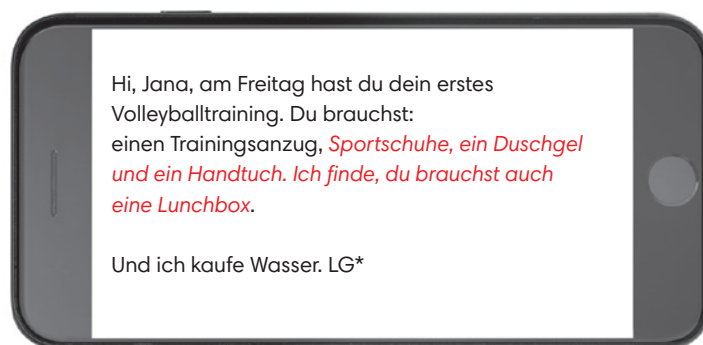 Hi, Jana, am Freitag hast du dein erstes
Volleyballtraining. Du brauchst:
einen Trainingsanzug, Sportschuhe, ein Duschgel
und ein Handtuch. Ich finde, du brauchst auch
eine Lunchbox.
Und ich kaufe Wasser. LG*